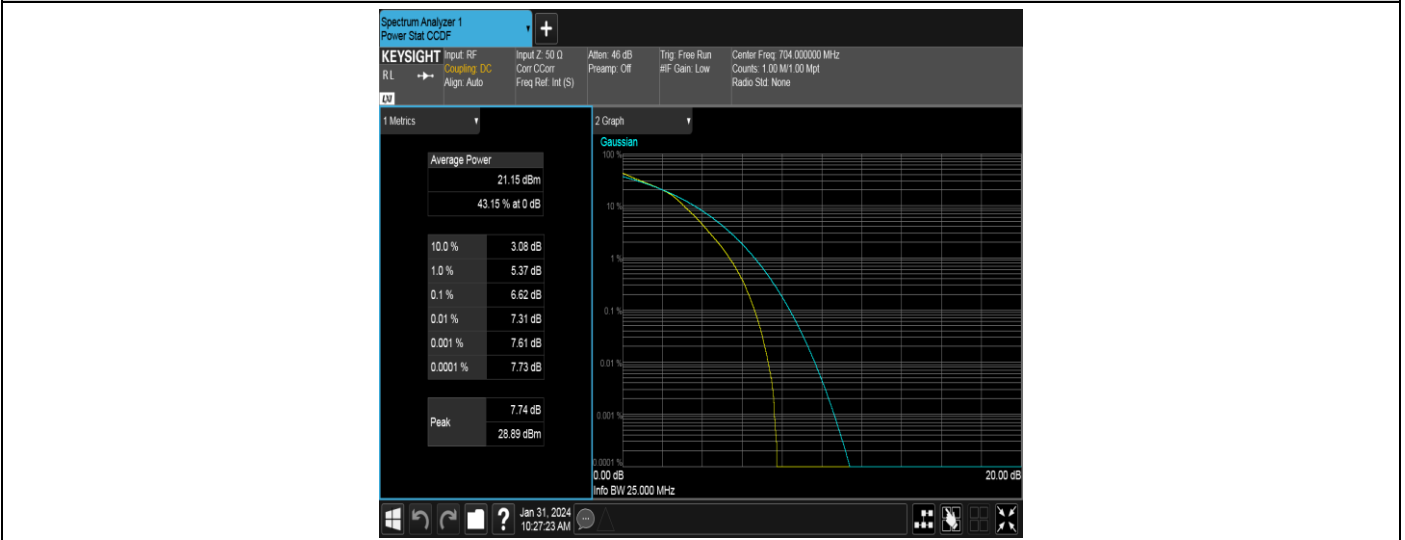 Spectrum Analyzer 1
Power Stat CCDF
+
KEYSIGHT Input: RF Input Z: 50 Ω Atten: 46 dB Trig: Free Run Center Freq: 704.000000 MHz
RL Coupling: DC Corr CCorr Preamp: Off #IF Gain: Low Counts: 1.00 M/1.00 Mpt
Align: Auto Freq Ref: Int (S) Radio Std: None
LXI
1 Metrics
Average Power
21.15 dBm
43.15 % at 0 dB
10.0 % 3.08 dB
1.0 % 5.37 dB
0.1 % 6.62 dB
0.01 % 7.31 dB
0.001 % 7.61 dB
0.0001 % 7.73 dB
Peak 7.74 dB
28.89 dBm
2 Graph
Gaussian
100 %
10 %
1 %
0.1 %
0.01 %
0.001 %
0.0001 %
0.00 dB 20.00 dB
Info BW 25.000 MHz
? Jan 31, 2024
10:27:23 AM